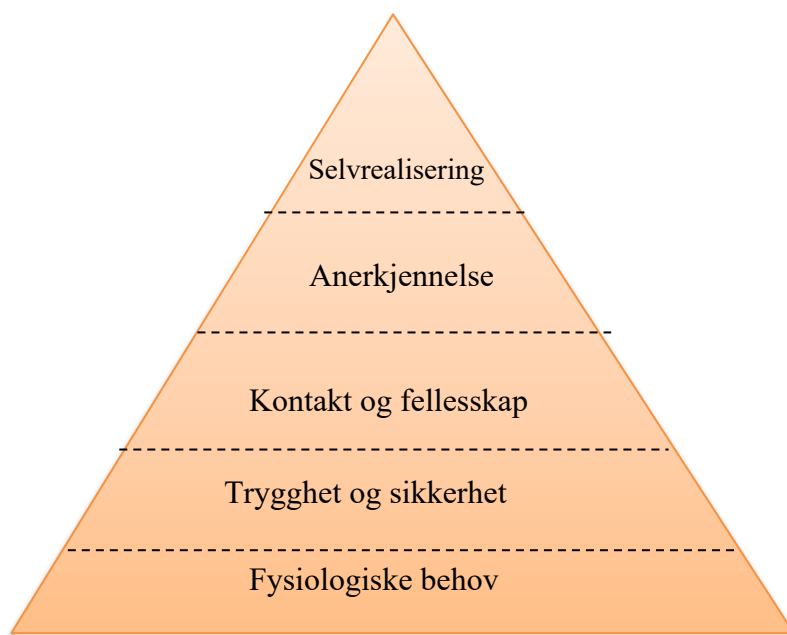 Selvrealisering
Anerkjennelse
Kontakt og fellesskap
Trygghet og sikkerhet
Fysiologiske behov